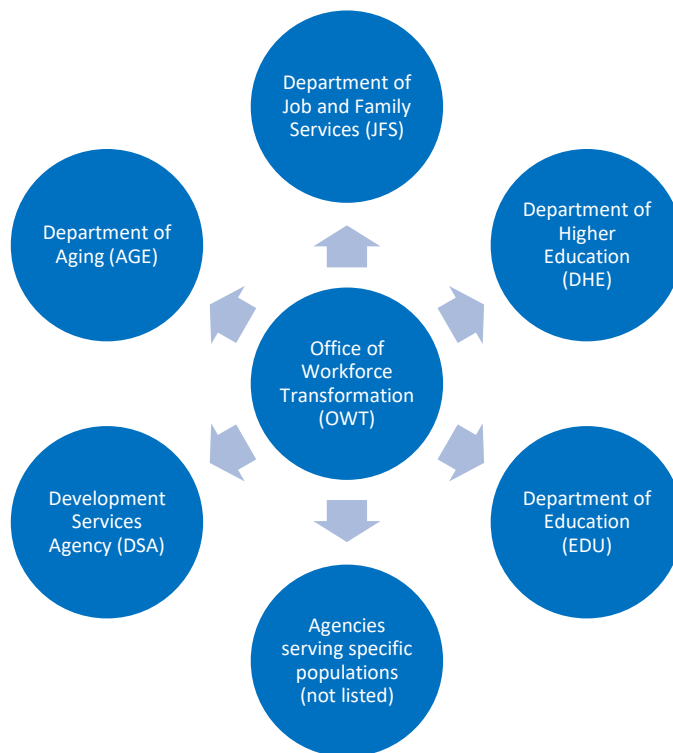 Department of
Job and Family
Services (JFS)
Department of
Aging (AGE)
Department of
Higher
Education
(DHE)
Office of
Workforce
Transformation
(OWT)
Development
Services
Agency (DSA)
Department of
Education
(EDU)
Agencies
serving specific
populations
(not listed)